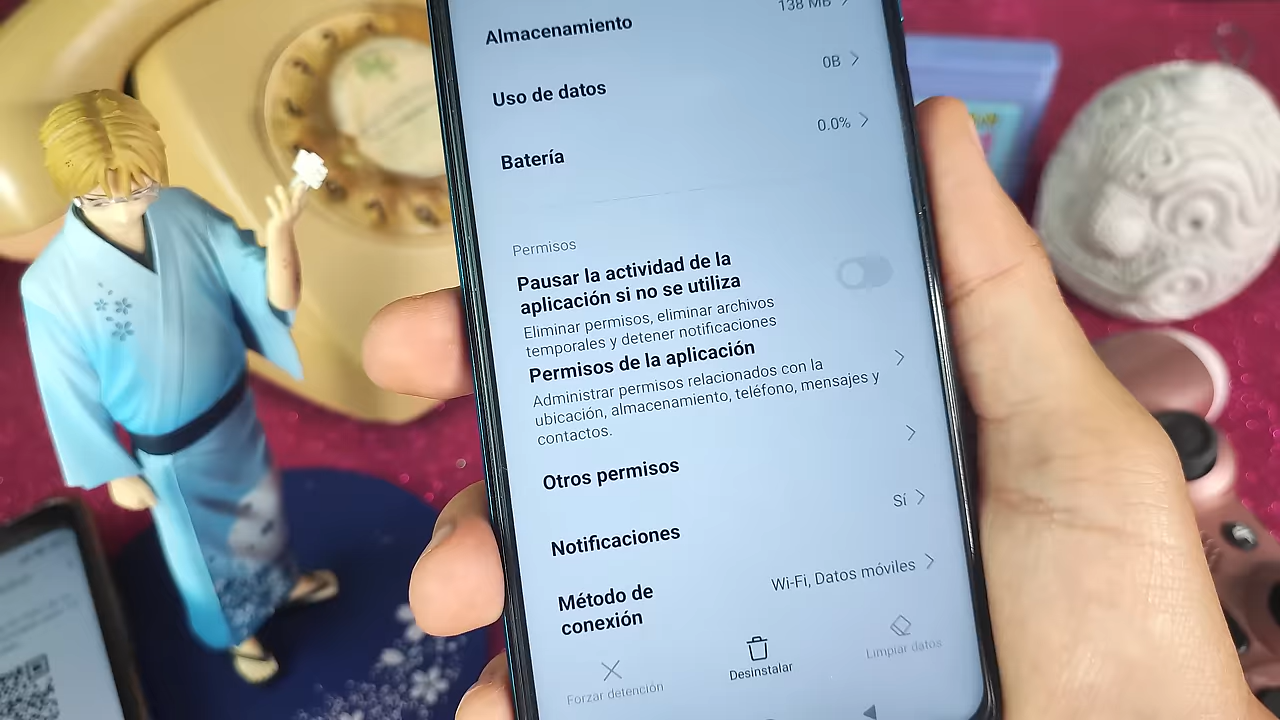 Almacenamiento
138 MB
Uso de datos
0B
Batería
0.0%
Permisos
Pausar la actividad de la
aplicación si no se utiliza
Eliminar permisos, eliminar archivos
temporales y detener notificaciones
Permisos de la aplicación
Administrar permisos relacionados con la
ubicación, almacenamiento, teléfono, mensajes y
contactos.
Otros permisos
Notificaciones
Sí
Método de
conexión
Wi-Fi, Datos móviles
Forzar detención
Desinstalar
Limpiar datos